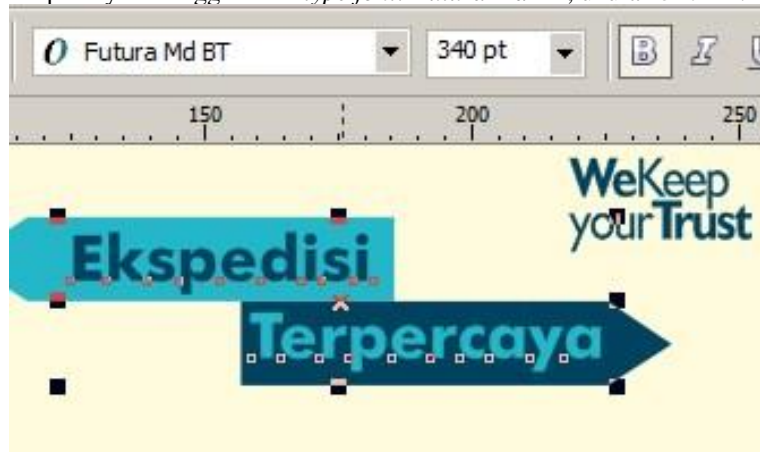 Futura Md BT 340 pt B I U
150 200 250
WeKeep
yourTrust
Ekspedisi
Terpercaya